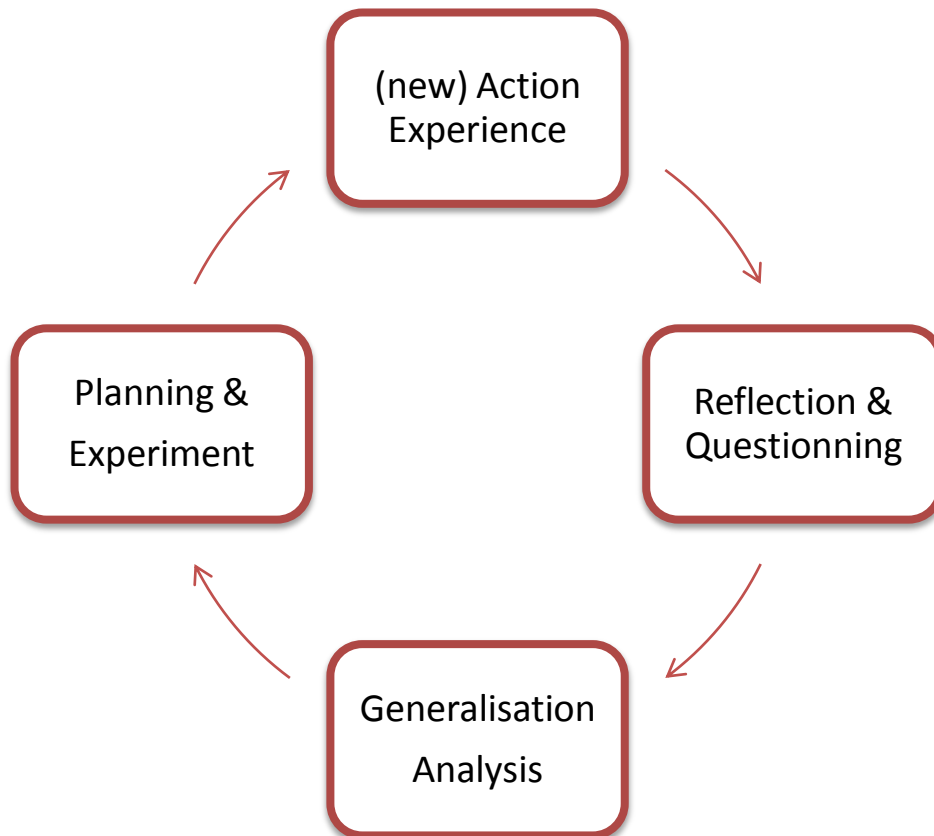 (new) Action
Experience
Reflection &
Questionning
Generalisation
Analysis
Planning &
Experiment